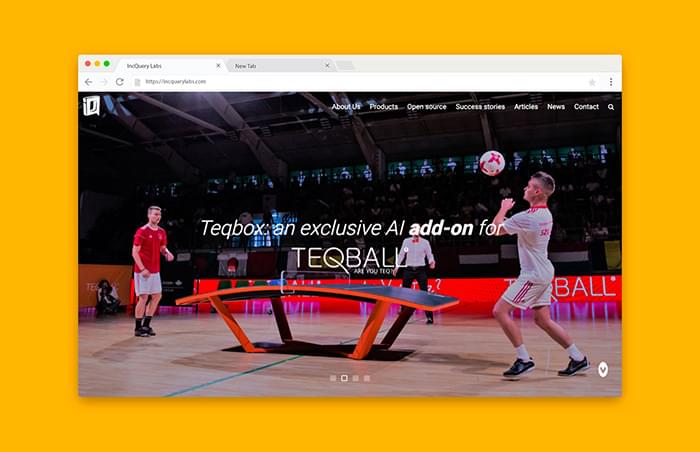 IncQuery Labs
New Tab
https://incquerylabs.com
About Us Products Open source Success stories Articles News Contact
Teqbox: an exclusive AI add-on for
TEQBALL
ARE YOU TEQ?
TEQBALL